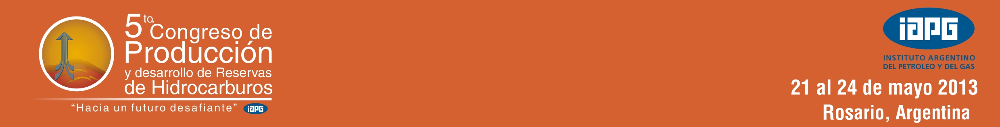 5to. Congreso de
Producción
y desarrollo de Reservas
de Hidrocarburos
“Hacia un futuro desafiante” iAPG
iAPG
INSTITUTO ARGENTINO
DEL PETROLEO Y DEL GAS
21 al 24 de mayo 2013
Rosario, Argentina